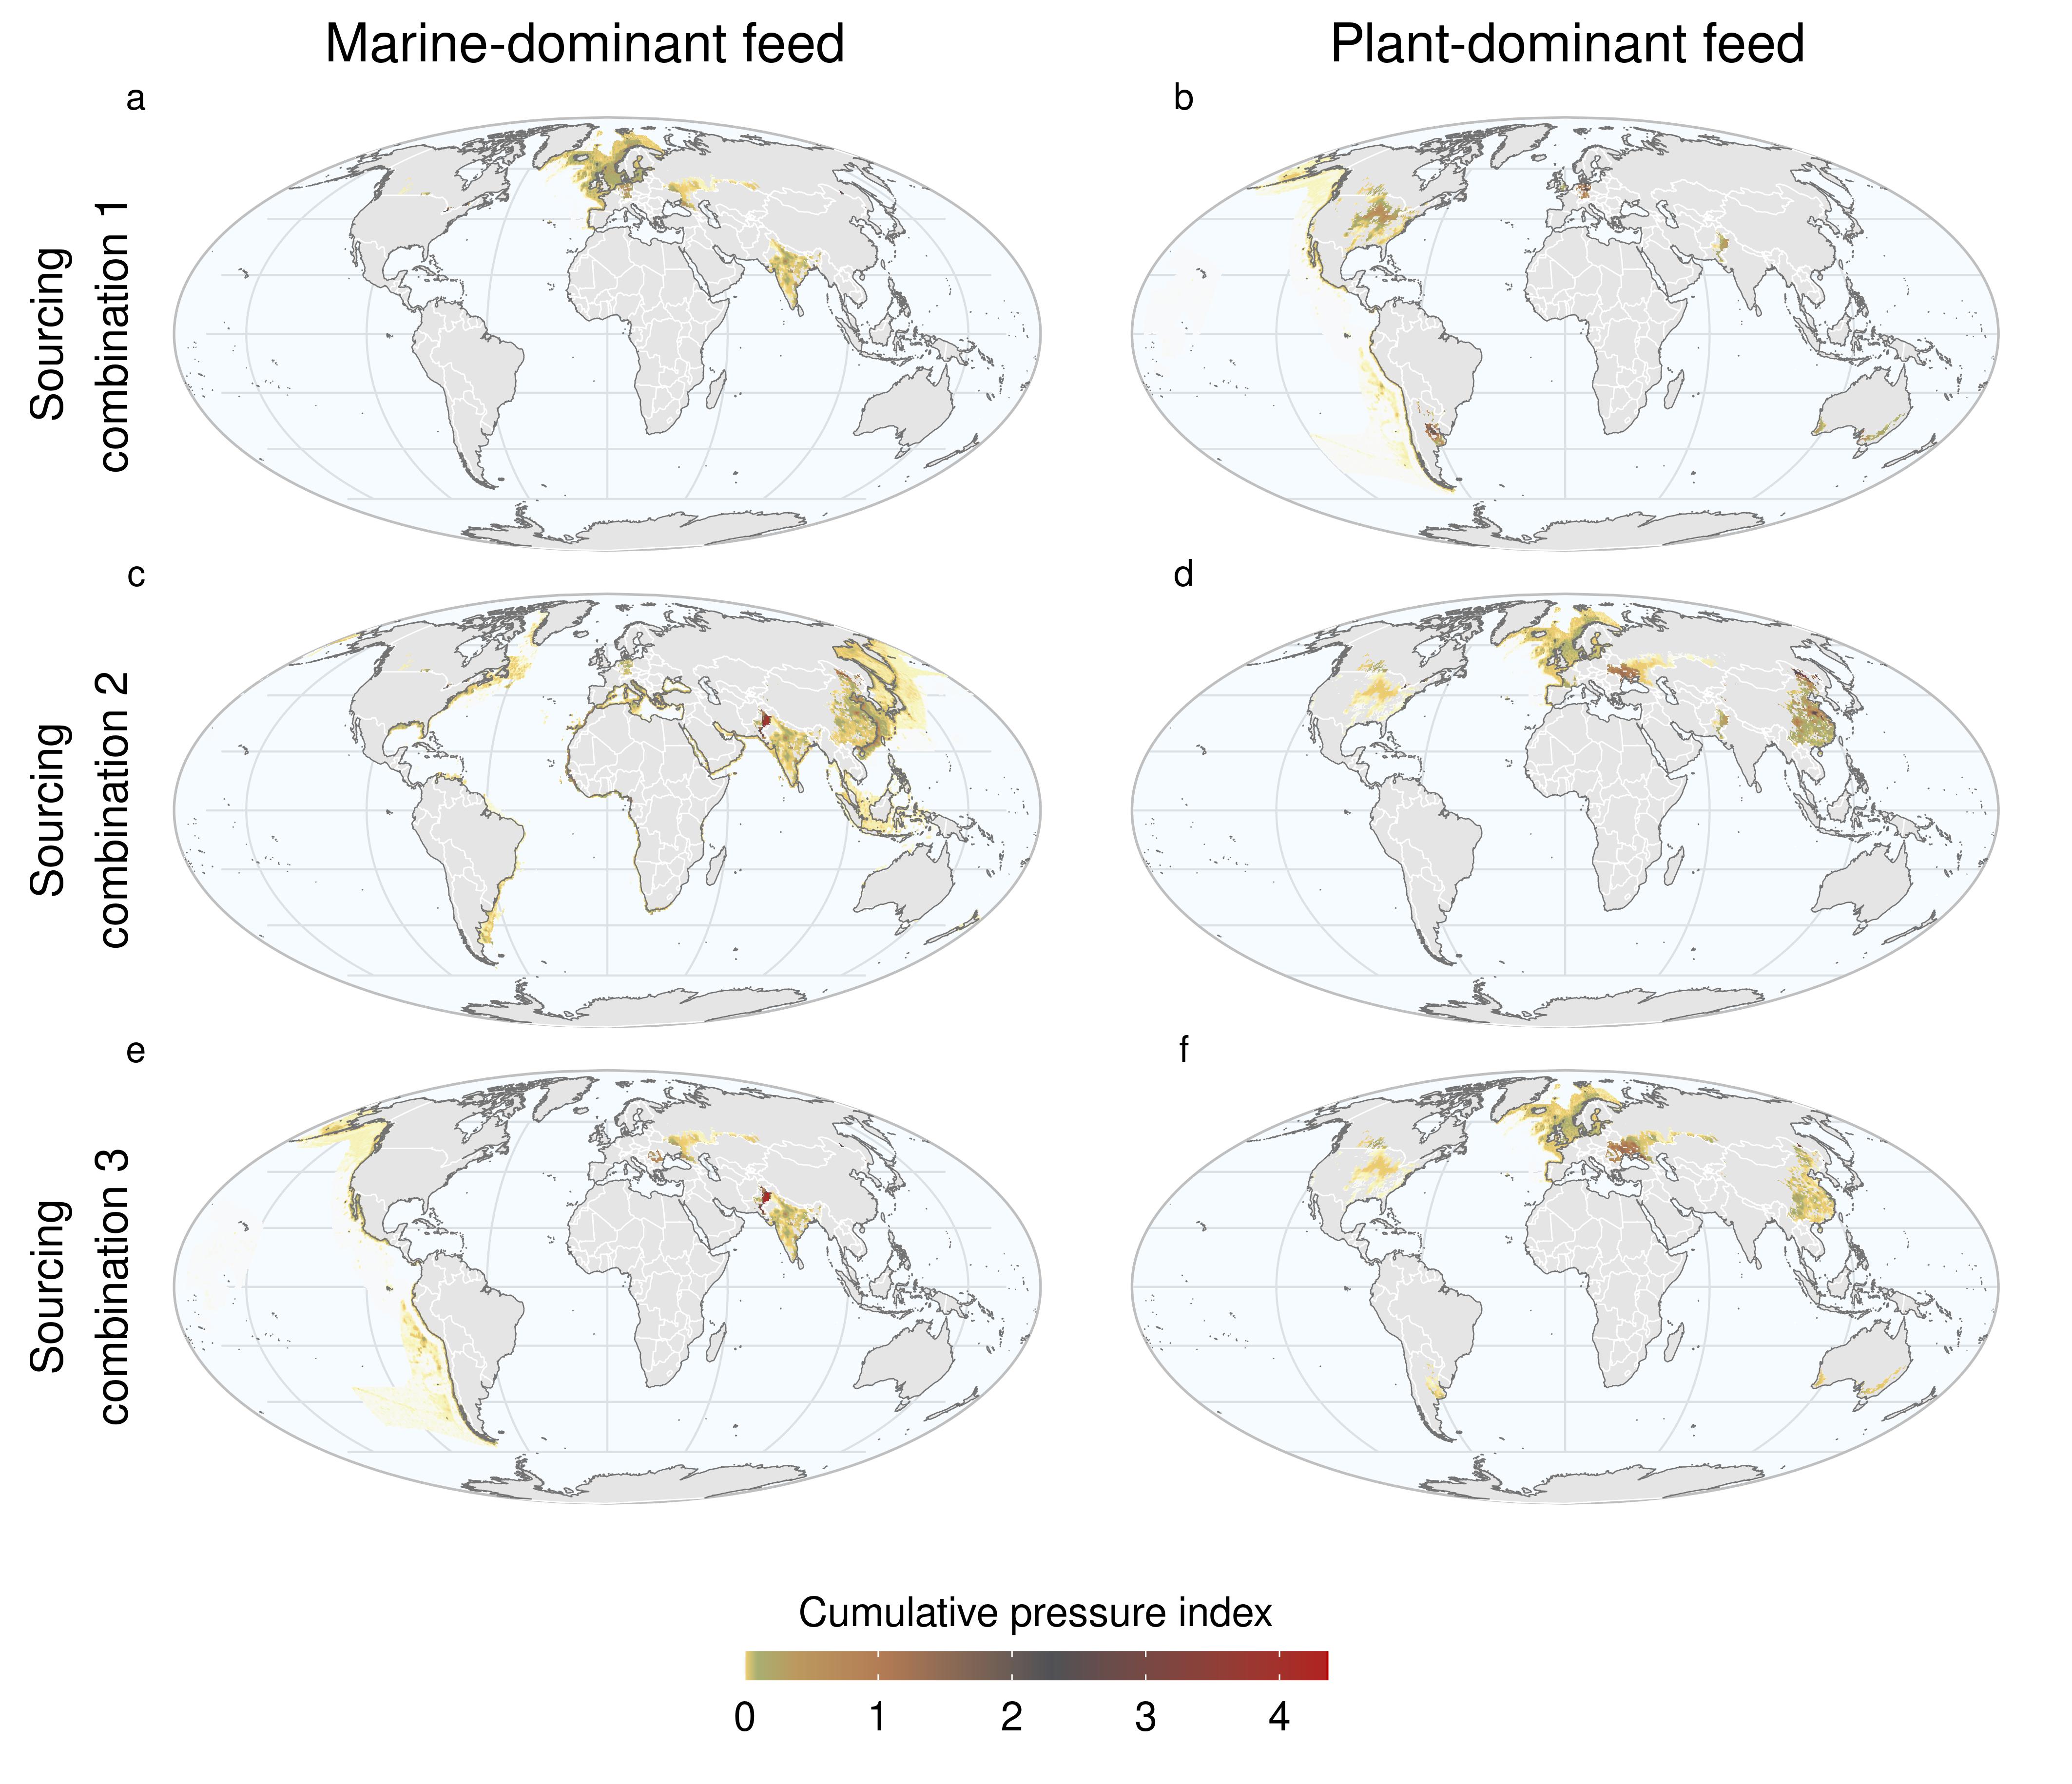 Marine-dominant feed
Plant-dominant feed
a
b
Sourcing
combination 1
c
d
Sourcing
combination 2
e
f
Sourcing
combination 3
Cumulative pressure index
0 1 2 3 4